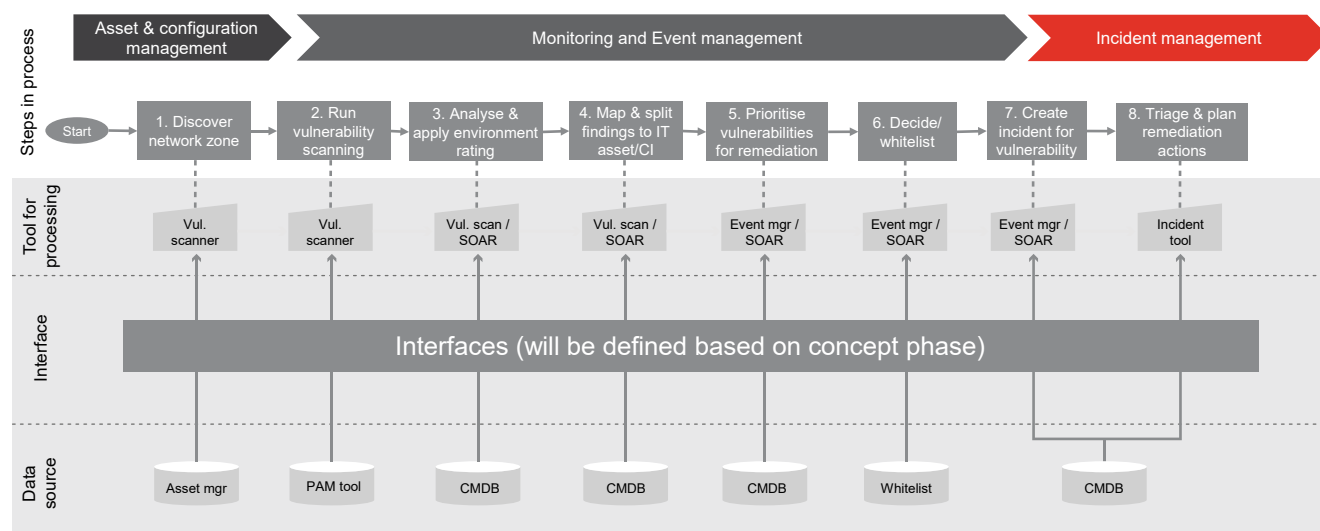 Asset & configuration
management
Monitoring and Event management
Incident management
Steps in process
Start
1. Discover
network zone
2. Run
vulnerability
scanning
3. Analyse &
apply environment
rating
4. Map & split
findings to IT
asset/CI
5. Prioritise
vulnerabilities
for remediation
6. Decide/
whitelist
7. Create
incident for
vulnerability
8. Triage & plan
remediation
actions
Tool for
processing
Vul.
scanner
Vul.
scanner
Vul. scan /
SOAR
Vul. scan /
SOAR
Event mgr /
SOAR
Event mgr /
SOAR
Event mgr /
SOAR
Incident
tool
Interface
Interfaces (will be defined based on concept phase)
Data
source
Asset mgr
PAM tool
CMDB
CMDB
CMDB
Whitelist
CMDB